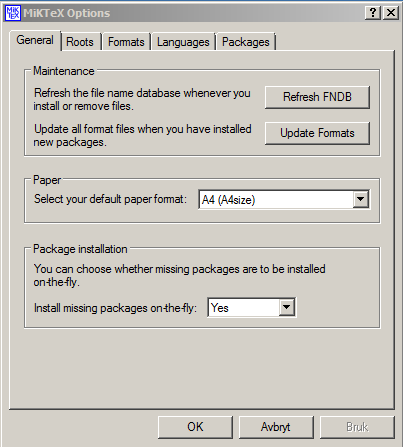 MiKTeX Options
General Roots Formats Languages Packages
Maintenance
Refresh the file name database whenever you
install or remove files.
Refresh FNDB
Update all format files when you have installed
new packages.
Update Formats
Paper
Select your default paper format: A4 (A4size)
Package installation
You can choose whether missing packages are to be installed
on-the-fly.
Install missing packages on-the-fly: Yes
OK Avbryt Bruk